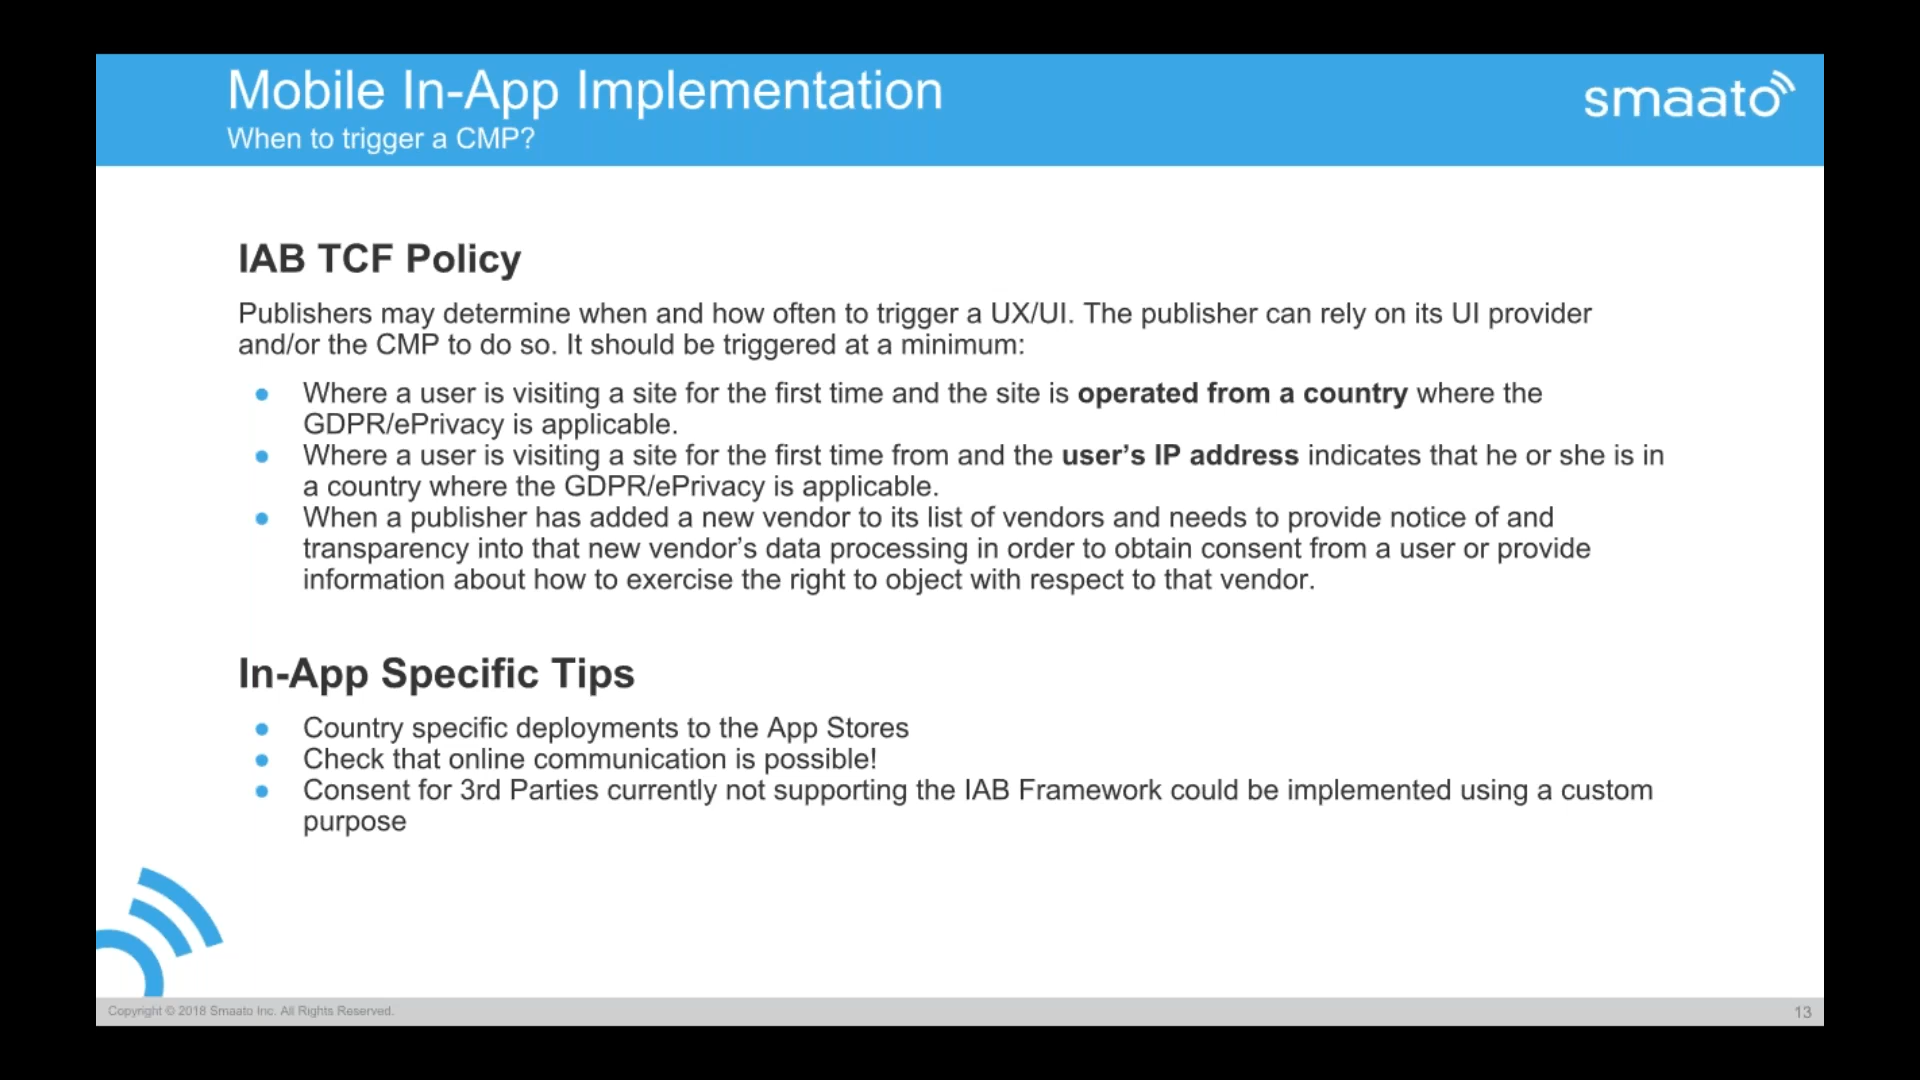 Mobile In-App Implementation
smaato
When to trigger a CMP?
IAB TCF Policy
Publishers may determine when and how often to trigger a UX/UI. The publisher can rely on its UI provider
and/or the CMP to do so. It should be triggered at a minimum:
● Where a user is visiting a site for the first time and the site is operated from a country where the
GDPR/ePrivacy is applicable.
● Where a user is visiting a site for the first time from and the user’s IP address indicates that he or she is in
a country where the GDPR/ePrivacy is applicable.
● When a publisher has added a new vendor to its list of vendors and needs to provide notice of and
transparency into that new vendor’s data processing in order to obtain consent from a user or provide
information about how to exercise the right to object with respect to that vendor.
In-App Specific Tips
● Country specific deployments to the App Stores
● Check that online communication is possible!
● Consent for 3rd Parties currently not supporting the IAB Framework could be implemented using a custom
purpose
Copyright © 2018 Smaato Inc. All Rights Reserved.
13